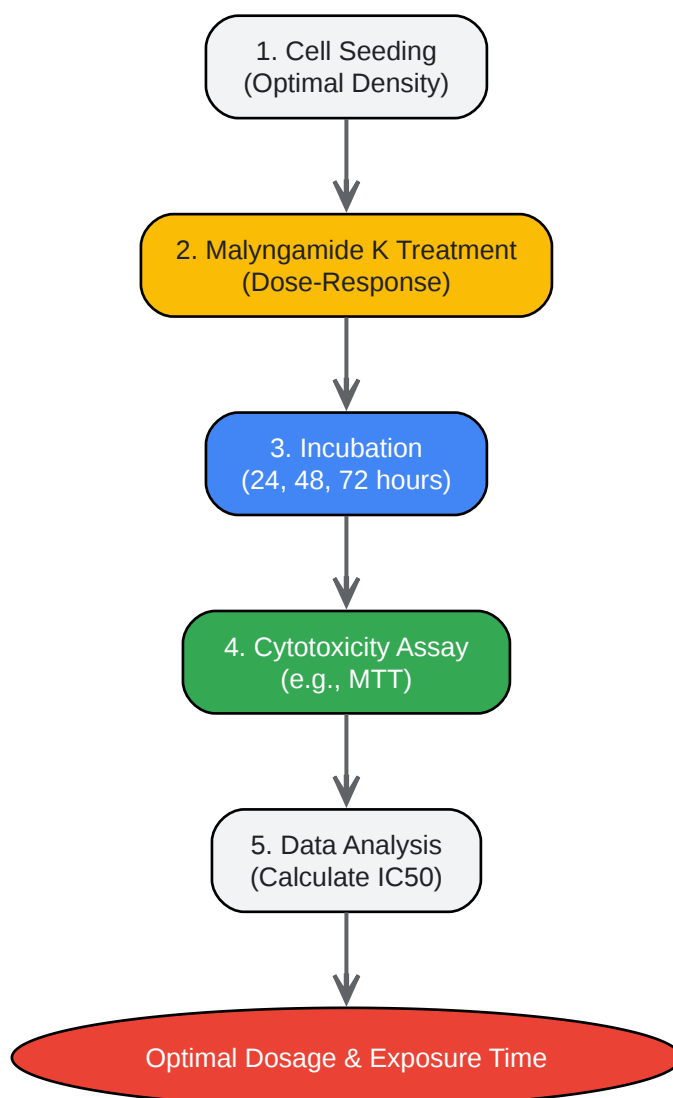 1. Cell Seeding
(Optimal Density)
2. Malyngamide K Treatment
(Dose-Response)
3. Incubation
(24, 48, 72 hours)
4. Cytotoxicity Assay
(e.g., MTT)
5. Data Analysis
(Calculate IC50)
Optimal Dosage & Exposure Time